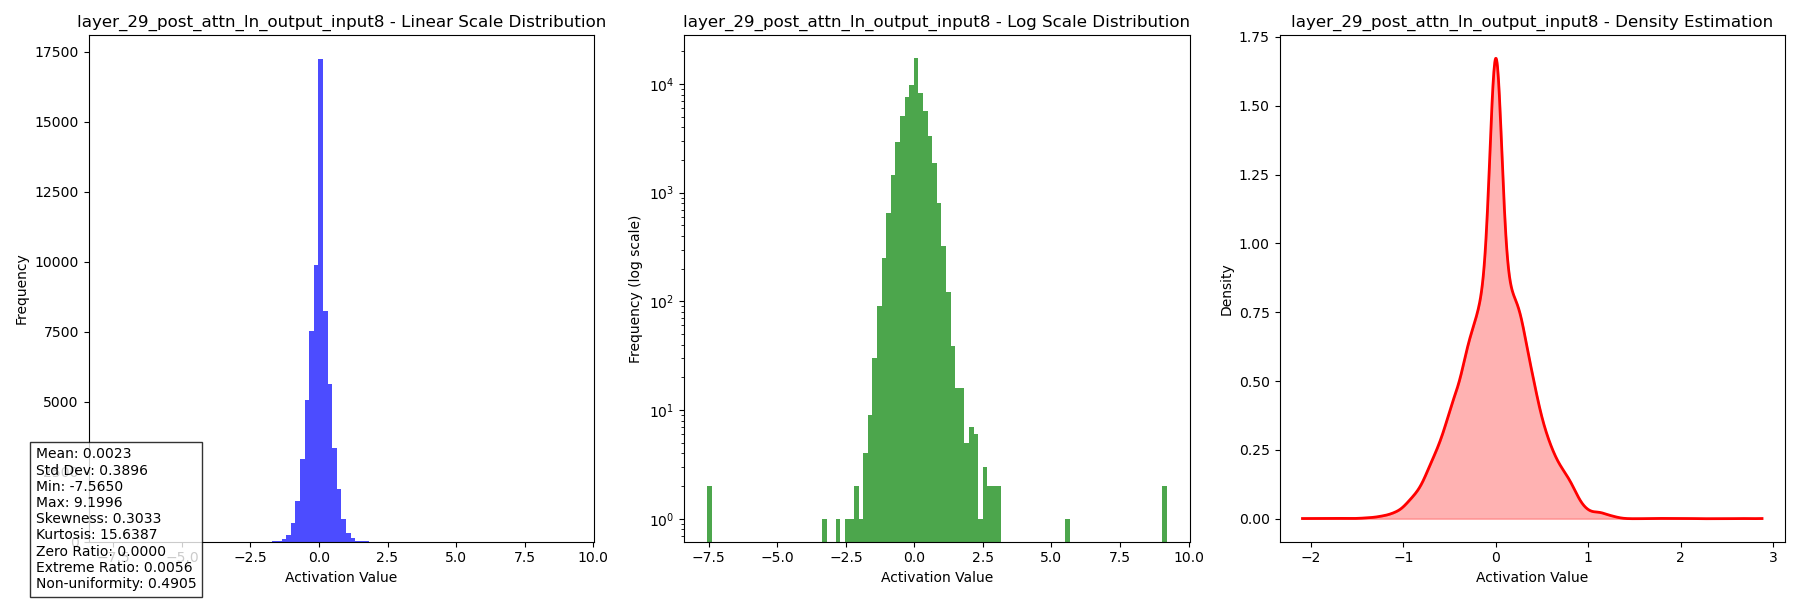 layer_29_post_attn_ln_output_input8 - Linear Scale Distribution
17500
15000
12500
10000
7500
5000
2500
0
Frequency
−5.0
−2.5
0.0
2.5
5.0
7.5
10.0
Activation Value
Mean: 0.0023
Std Dev: 0.3896
Min: -7.5650
Max: 9.1996
Skewness: 0.3033
Kurtosis: 15.6387
Zero Ratio: 0.0000
Extreme Ratio: 0.0056
Non-uniformity: 0.4905
layer_29_post_attn_ln_output_input8 - Log Scale Distribution
10⁴
10³
10²
10¹
10⁰
Frequency (log scale)
−7.5
−5.0
−2.5
0.0
2.5
5.0
7.5
10.0
Activation Value
layer_29_post_attn_ln_output_input8 - Density Estimation
1.75
1.50
1.25
1.00
0.75
0.50
0.25
0.00
Density
−2
−1
0
1
2
3
Activation Value